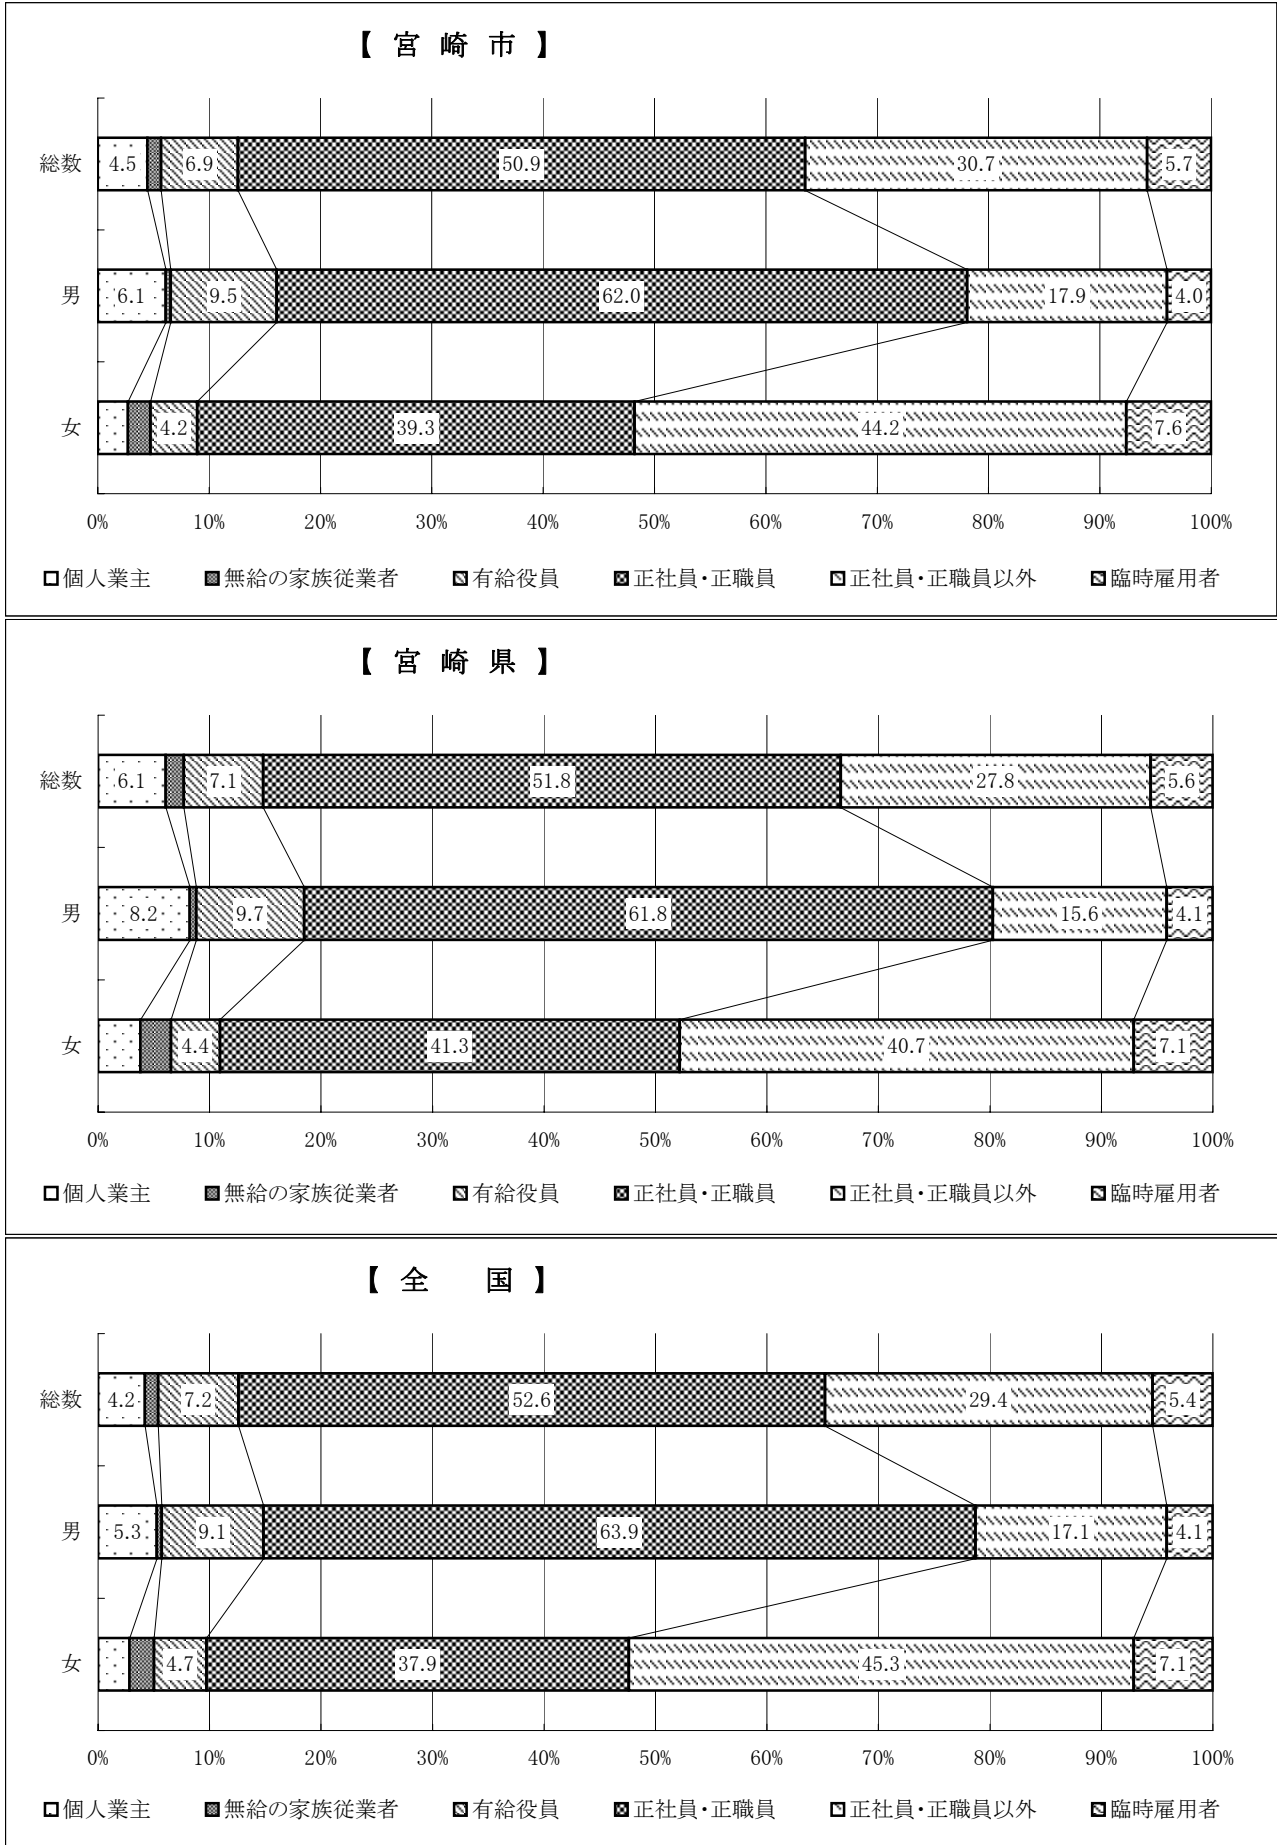 【 宮 崎 市 】
総数 4.5 6.9 50.9 30.7 5.7
男 6.1 9.5 62.0 17.9 4.0
女 4.2 39.3 44.2 7.6
0% 10% 20% 30% 40% 50% 60% 70% 80% 90% 100%
個人業主 無給の家族従業者 有給役員 正社員・正職員 正社員・正職員以外 臨時雇用者
【 宮 崎 県 】
総数 6.1 7.1 51.8 27.8 5.6
男 8.2 9.7 61.8 15.6 4.1
女 4.4 41.3 40.7 7.1
0% 10% 20% 30% 40% 50% 60% 70% 80% 90% 100%
個人業主 無給の家族従業者 有給役員 正社員・正職員 正社員・正職員以外 臨時雇用者
【 全 国 】
総数 4.2 7.2 52.6 29.4 5.4
男 5.3 9.1 63.9 17.1 4.1
女 4.7 37.9 45.3 7.1
0% 10% 20% 30% 40% 50% 60% 70% 80% 90% 100%
個人業主 無給の家族従業者 有給役員 正社員・正職員 正社員・正職員以外 臨時雇用者